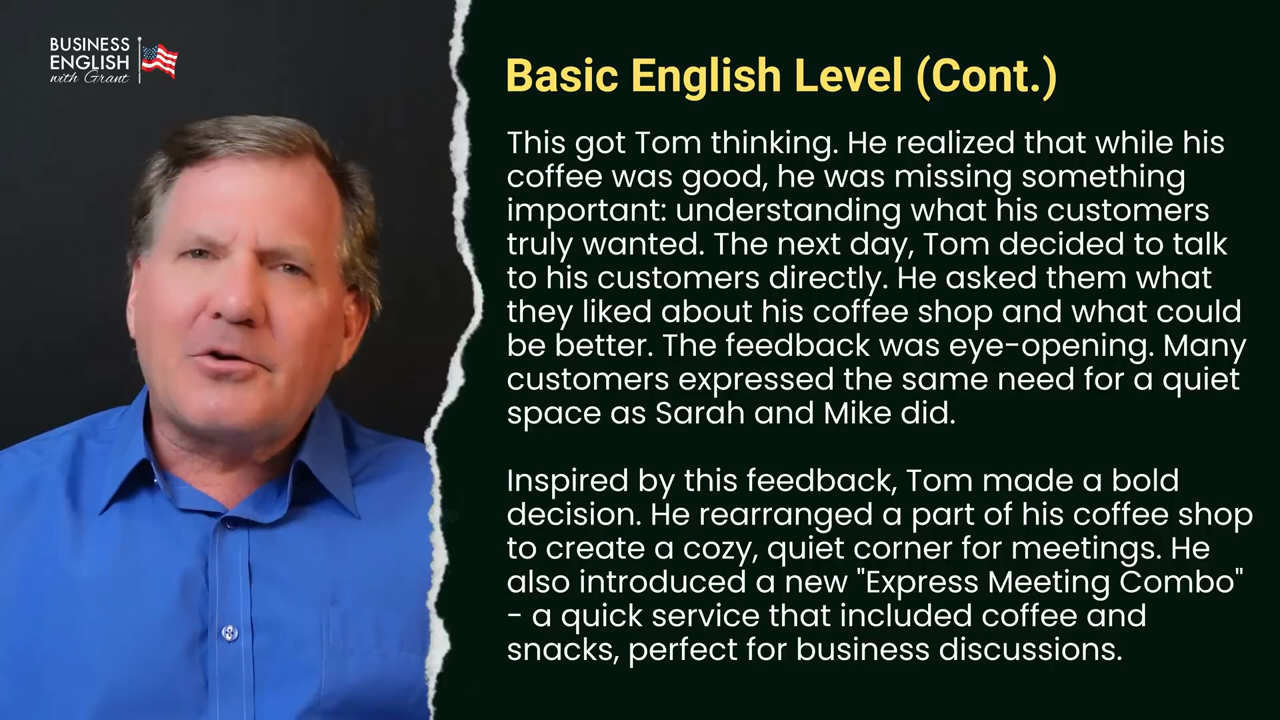 BUSINESS
ENGLISH
with Grant
Basic English Level (Cont.)
This got Tom thinking. He realized that while his
coffee was good, he was missing something
important: understanding what his customers
truly wanted. The next day, Tom decided to talk
to his customers directly. He asked them what
they liked about his coffee shop and what could
be better. The feedback was eye-opening. Many
customers expressed the same need for a quiet
space as Sarah and Mike did.
Inspired by this feedback, Tom made a bold
decision. He rearranged a part of his coffee shop
to create a cozy, quiet corner for meetings. He
also introduced a new "Express Meeting Combo"
- a quick service that included coffee and
snacks, perfect for business discussions.